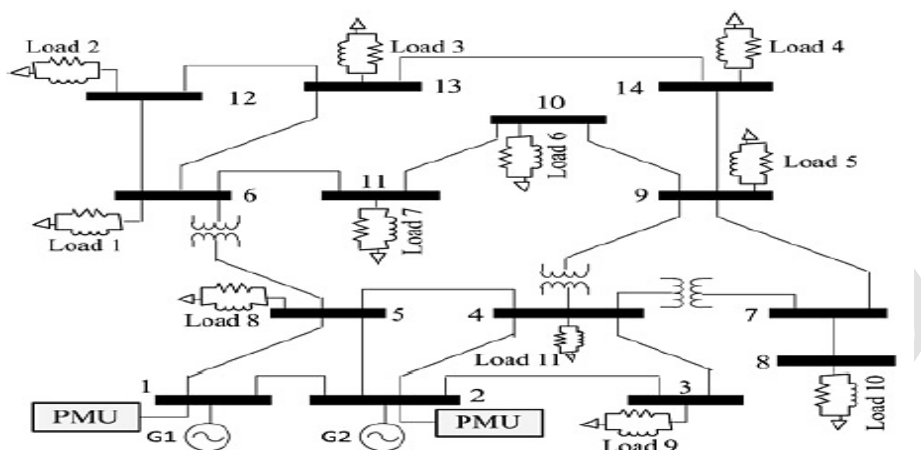 Load 2
Load 3
Load 4
12
13
14
10
Load 6
Load 5
6
11
9
Load 1
Load 7
Load 8
5
4
7
Load 11
8
1
2
3
Load 10
PMU
G1
G2
PMU
Load 9